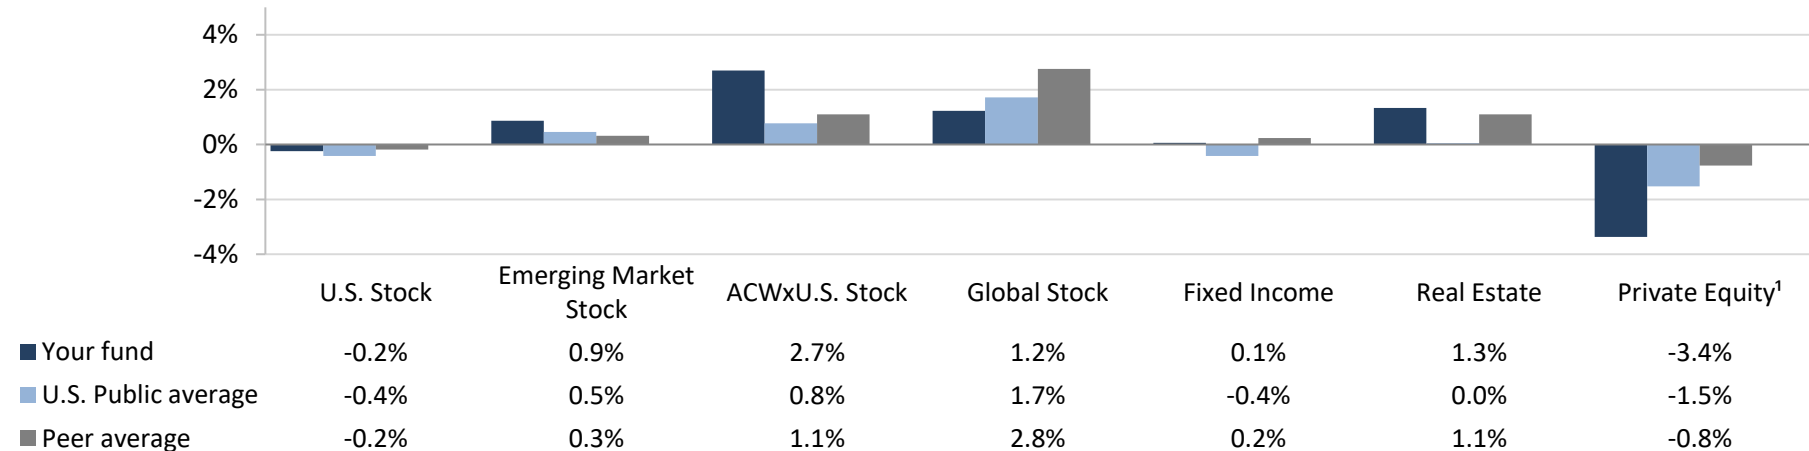 4%
2%
0%
-2%
-4%
U.S. Stock Emerging Market Stock ACWxU.S. Stock Global Stock Fixed Income Real Estate Private Equity¹
Your fund -0.2% 0.9% 2.7% 1.2% 0.1% 1.3% -3.4%
U.S. Public average -0.4% 0.5% 0.8% 1.7% -0.4% 0.0% -1.5%
Peer average -0.2% 0.3% 1.1% 2.8% 0.2% 1.1% -0.8%